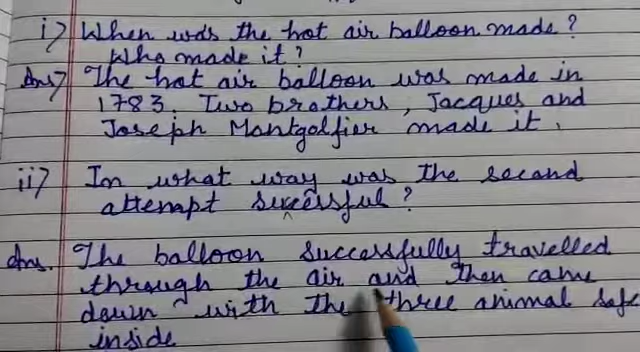 i) When was the hot air balloon made?
Who made it?
Ans) The hot air balloon was made in
1783. Two brothers, Jacques and
Joseph Montgolfier made it.
ii) In what way was the second
attempt successful?
Ans. The balloon successfully travelled
through the air and then came
down with the three animal safe
inside